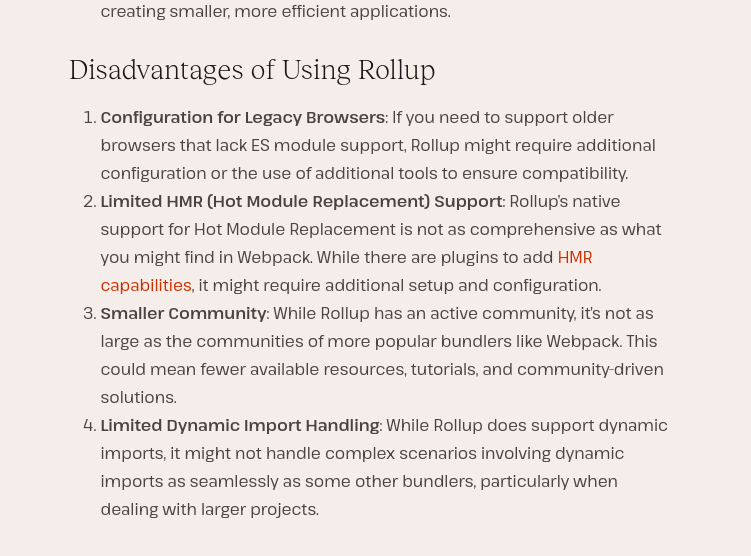 creating smaller, more efficient applications.
Disadvantages of Using Rollup
1. Configuration for Legacy Browsers: If you need to support older
browsers that lack ES module support, Rollup might require additional
configuration or the use of additional tools to ensure compatibility.
2. Limited HMR (Hot Module Replacement) Support: Rollup's native
support for Hot Module Replacement is not as comprehensive as what
you might find in Webpack. While there are plugins to add HMR
capabilities, it might require additional setup and configuration.
3. Smaller Community: While Rollup has an active community, it's not as
large as the communities of more popular bundlers like Webpack. This
could mean fewer available resources, tutorials, and community-driven
solutions.
4. Limited Dynamic Import Handling: While Rollup does support dynamic
imports, it might not handle complex scenarios involving dynamic
imports as seamlessly as some other bundlers, particularly when
dealing with larger projects.